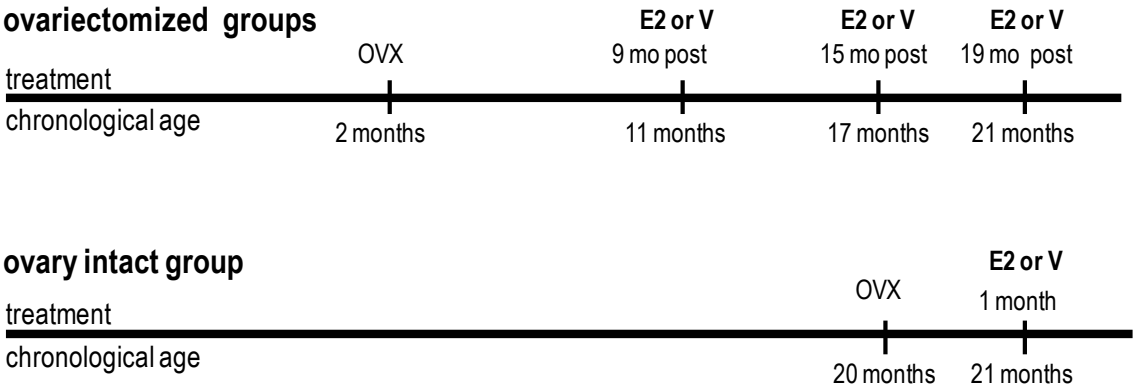 ovariectomized groups
E2 or V E2 or V E2 or V
OVX 9 mo post 15 mo post 19 mo post
treatment
chronological age
2 months 11 months 17 months 21 months
ovary intact group
E2 or V
OVX 1 month
treatment
chronological age
20 months 21 months